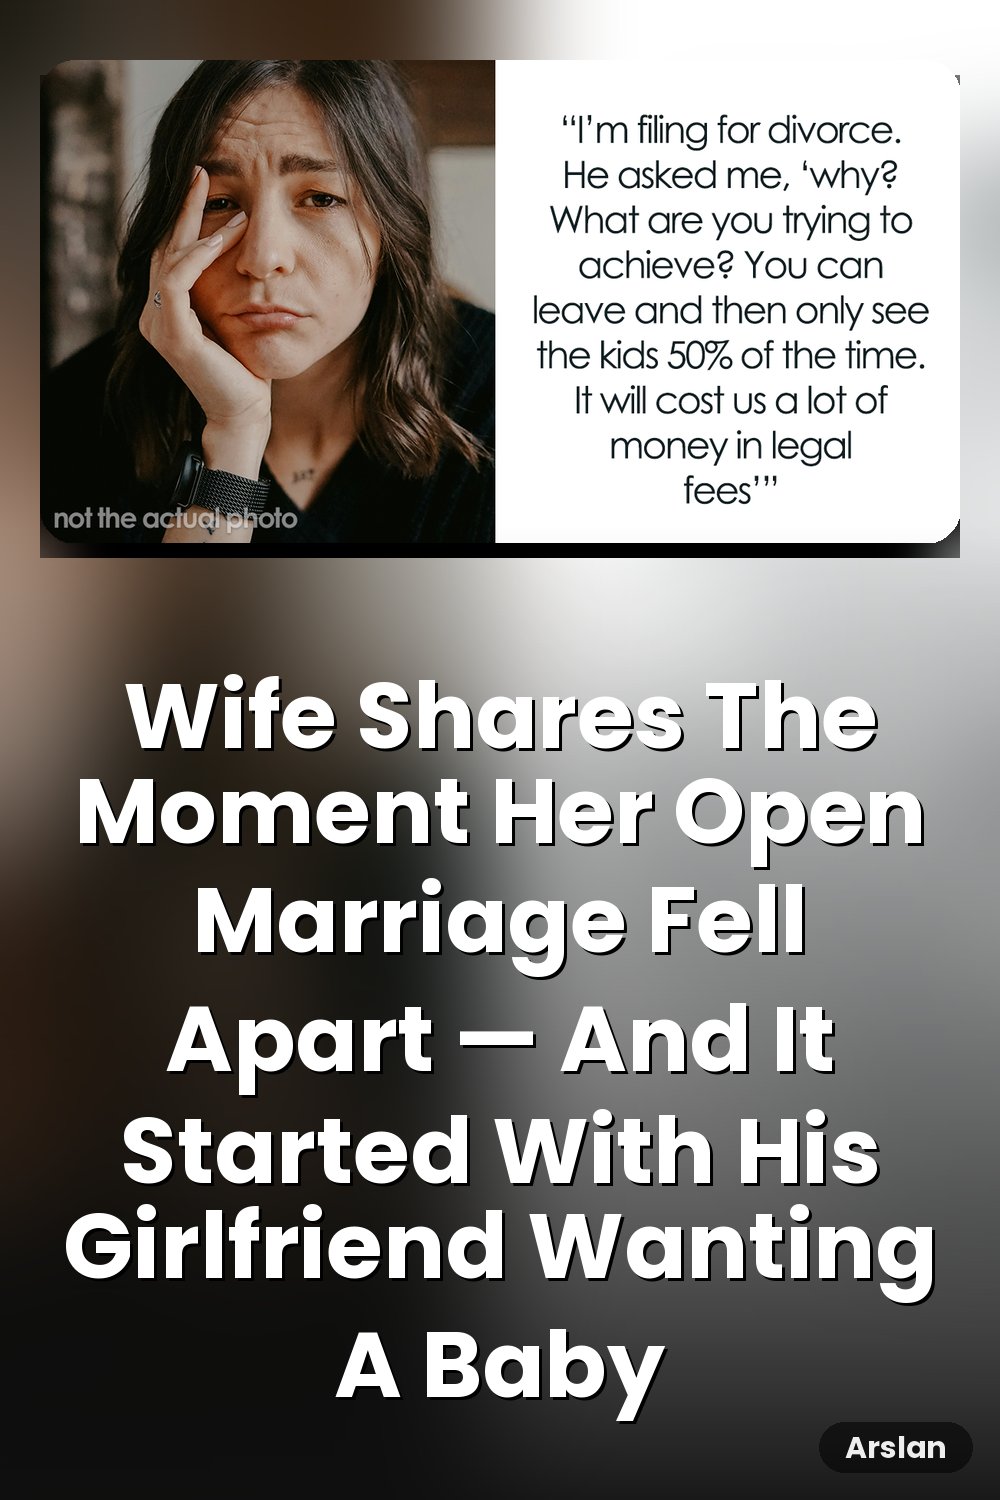 “I’m filing for divorce.
He asked me, ‘why?
What are you trying to
achieve? You can
leave and then only see
the kids 50% of the time.
It will cost us a lot of
money in legal
fees’”
not the actual photo
Wife Shares The
Moment Her Open
Marriage Fell
Apart — And It
Started With His
Girlfriend Wanting
A Baby
Arslan